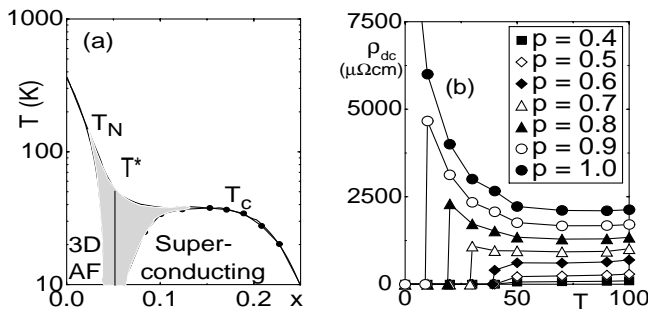 (a)
1000
100
10
T (K)
T_N
T*
T_c
3D
AF
Super-
conducting
0.0
0.1
0.2
x
(b)
7500
5000
2500
0
ρ_dc
(μΩcm)
p = 0.4
p = 0.5
p = 0.6
p = 0.7
p = 0.8
p = 0.9
p = 1.0
0
50
T
100